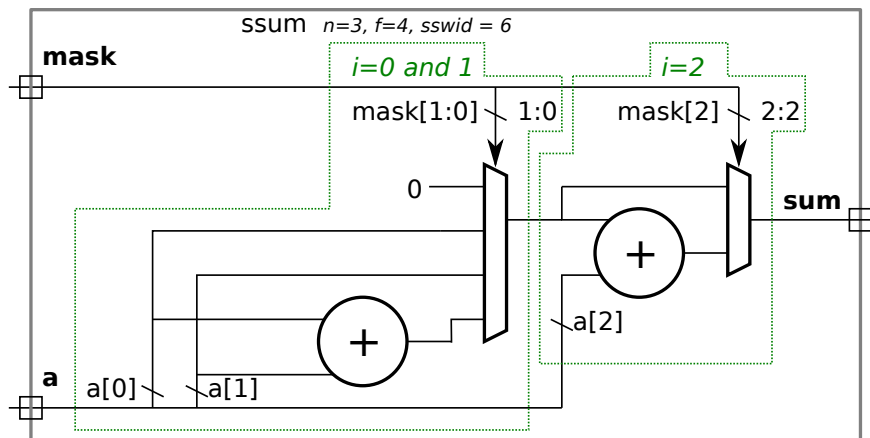 ssum n=3, f=4, sswid = 6
mask
i=0 and 1
i=2
mask[1:0] 1:0
mask[2] 2:2
0
sum
+
+
a[2]
a
a[0]
a[1]